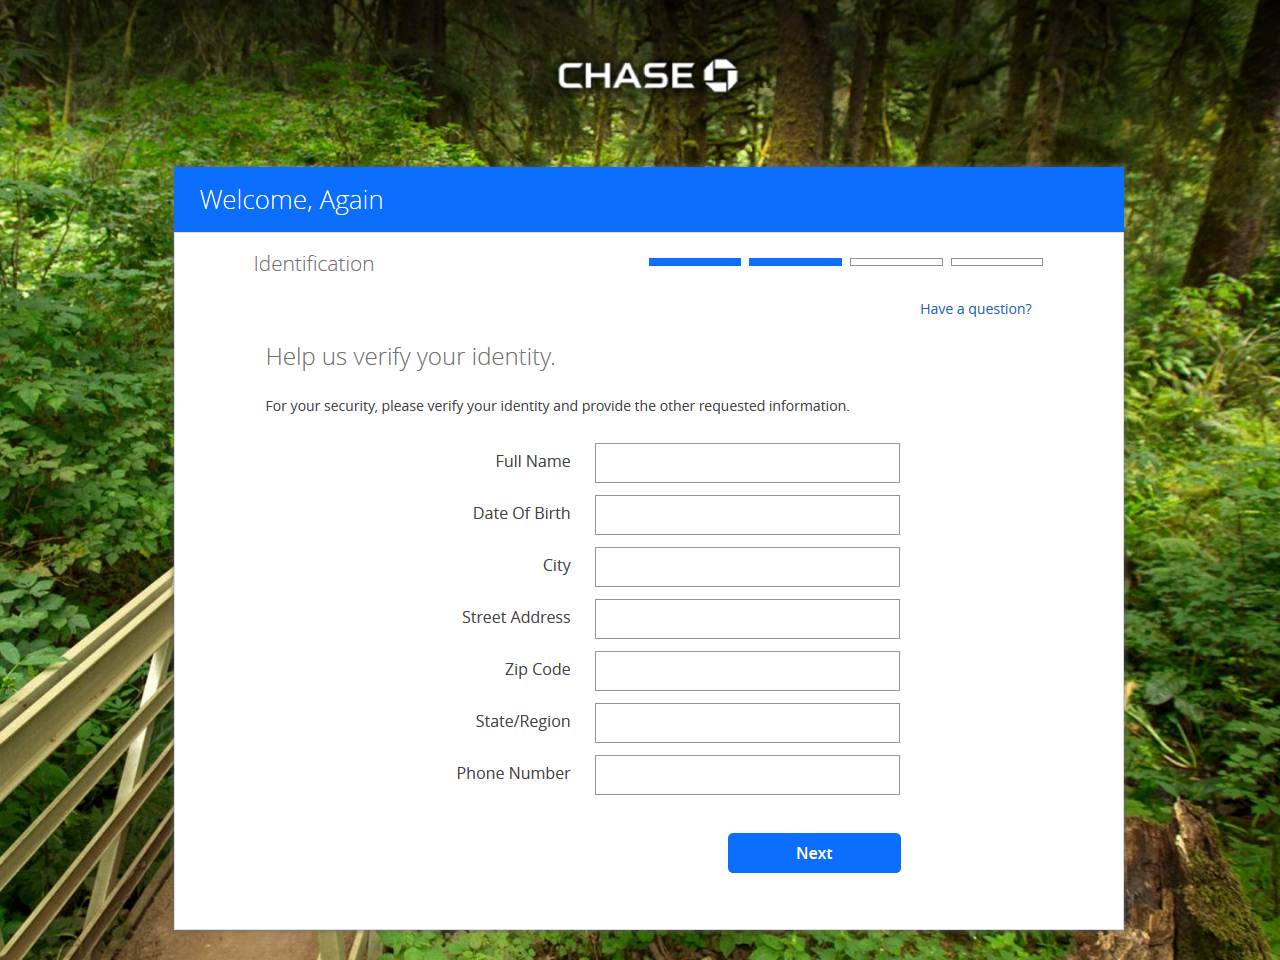 CHASE
Welcome, Again
Identification
Have a question?
Help us verify your identity.
For your security, please verify your identity and provide the other requested information.
Full Name
Date Of Birth
City
Street Address
Zip Code
State/Region
Phone Number
Next